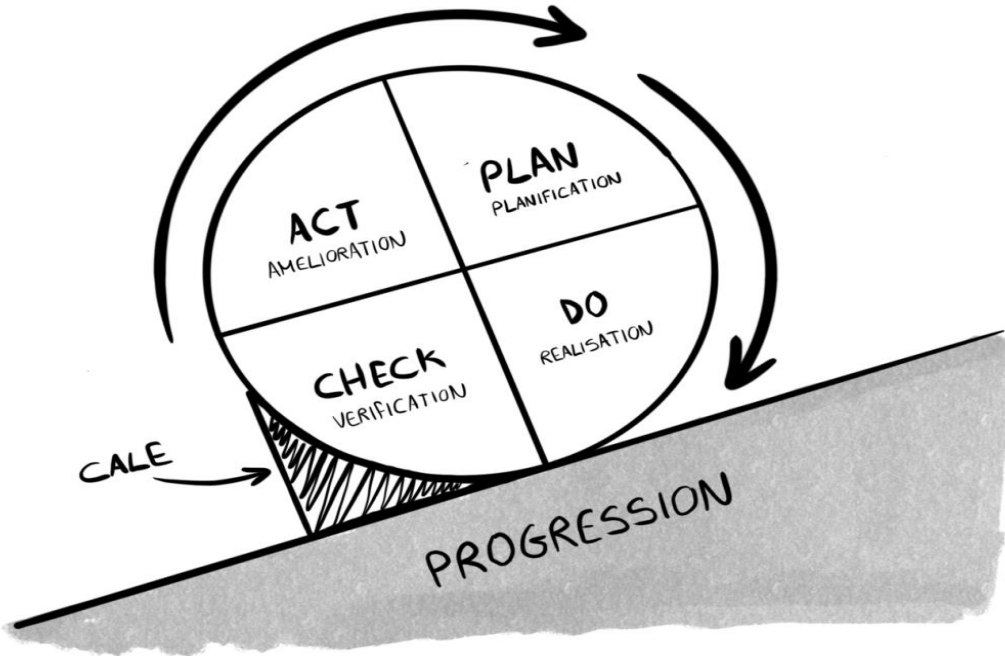 PLAN
PLANIFICATION
ACT
AMELIORATION
DO
REALISATION
CHECK
VERIFICATION
CALE
PROGRESSION